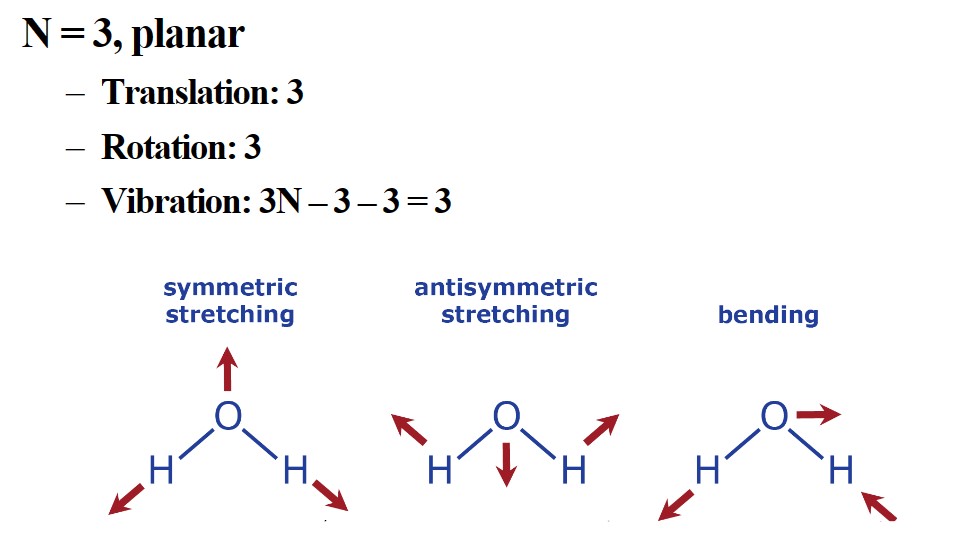 N = 3, planar
– Translation: 3
– Rotation: 3
– Vibration: 3N – 3 – 3 = 3
symmetric
stretching
antisymmetric
stretching
bending
O
H H
O
H H
O
H H